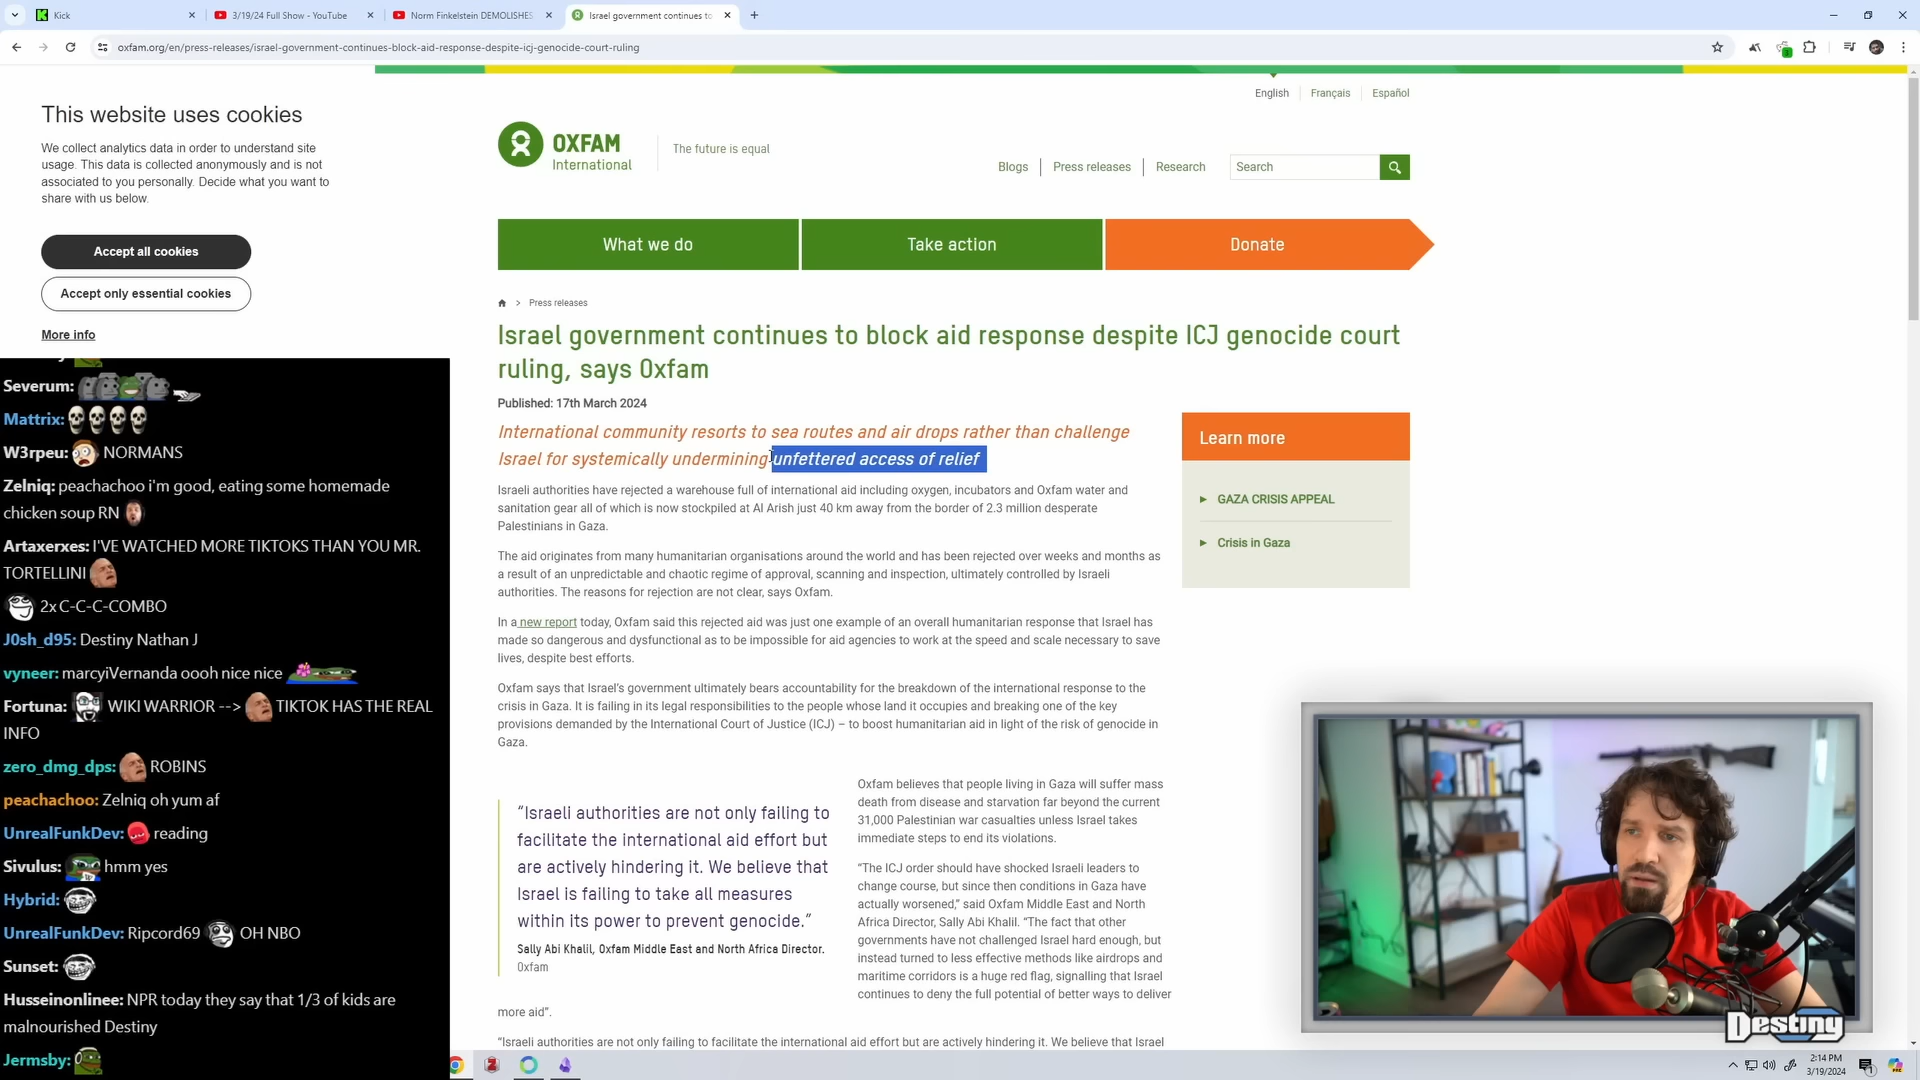 Kick
3/19/24 Full Show - YouTube
Norm Finkelstein DEMOLISHES
Israel government continues to
oxfam.org/en/press-releases/israel-government-continues-block-aid-response-despite-icj-genocide-court-ruling
This website uses cookies
We collect analytics data in order to understand site
usage. This data is collected anonymously and is not
associated to you personally. Decide what you want to
share with us below.
Accept all cookies
Accept only essential cookies
More info
English
Français
Español
OXFAM
International
The future is equal
Blogs
Press releases
Research
Search
What we do
Take action
Donate
> Press releases
Israel government continues to block aid response despite ICJ genocide court
ruling, says Oxfam
Published: 17th March 2024
International community resorts to sea routes and air drops rather than challenge
Israel for systemically undermining unfettered access of relief
Israeli authorities have rejected a warehouse full of international aid including oxygen, incubators and Oxfam water and
sanitation gear all of which is now stockpiled at Al Arish just 40 km away from the border of 2.3 million desperate
Palestinians in Gaza.
The aid originates from many humanitarian organisations around the world and has been rejected over weeks and months as
a result of an unpredictable and chaotic regime of approval, scanning and inspection, ultimately controlled by Israeli
authorities. The reasons for rejection are not clear, says Oxfam.
In a new report today, Oxfam said this rejected aid was just one example of an overall humanitarian response that Israel has
made so dangerous and dysfunctional as to be impossible for aid agencies to work at the speed and scale necessary to save
lives, despite best efforts.
Oxfam says that Israel's government ultimately bears accountability for the breakdown of the international response to the
crisis in Gaza. It is failing in its legal responsibilities to the people whose land it occupies and breaking one of the key
provisions demanded by the International Court of Justice (ICJ) – to boost humanitarian aid in light of the risk of genocide in
Gaza.
"Israeli authorities are not only failing to
facilitate the international aid effort but
are actively hindering it. We believe that
Israel is failing to take all measures
within its power to prevent genocide."
Sally Abi Khalil, Oxfam Middle East and North Africa Director.
Oxfam
Oxfam believes that people living in Gaza will suffer mass
death from disease and starvation far beyond the current
31,000 Palestinian war casualties unless Israel takes
immediate steps to end its violations.
"The ICJ order should have shocked Israeli leaders to
change course, but since then conditions in Gaza have
actually worsened," said Oxfam Middle East and North
Africa Director, Sally Abi Khalil. "The fact that other
governments have not challenged Israel hard enough, but
instead turned to less effective methods like airdrops and
maritime corridors is a huge red flag, signalling that Israel
continues to deny the full potential of better ways to deliver
more aid".
"Israeli authorities are not only failing to facilitate the international aid effort but are actively hindering it. We believe that Israel
Learn more
GAZA CRISIS APPEAL
Crisis in Gaza
Severum:
Mattrix:
W3rpeu: NORMANS
Zelniq: peachachoo i'm good, eating some homemade
chicken soup RN
Artaxerxes: I'VE WATCHED MORE TIKTOKS THAN YOU MR.
TORTELLINI
2x C-C-C-COMBO
J0sh_d95: Destiny Nathan J
vyneer: marcyiVernanda oooh nice nice
Fortuna: WIKI WARRIOR --> TIKTOK HAS THE REAL
INFO
zero_dmg_dps: ROBINS
peachachoo: Zelniq oh yum af
UnrealFunkDev: reading
Sivulus: hmm yes
Hybrid:
UnrealFunkDev: Ripcord69 OH NBO
Sunset:
Husseinonlinee: NPR today they say that 1/3 of kids are
malnourished Destiny
Jermsby:
Destiny
2:14 PM
3/19/2024